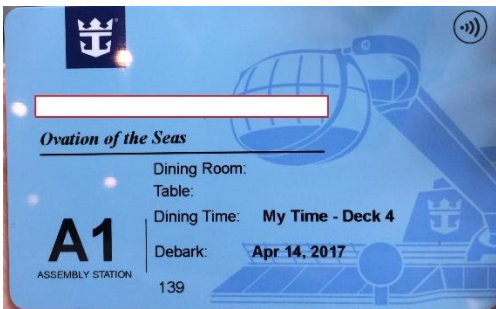 Ovation of the Seas
Dining Room:
Table:
Dining Time: My Time - Deck 4
A1
ASSEMBLY STATION
Debark: Apr 14, 2017
139